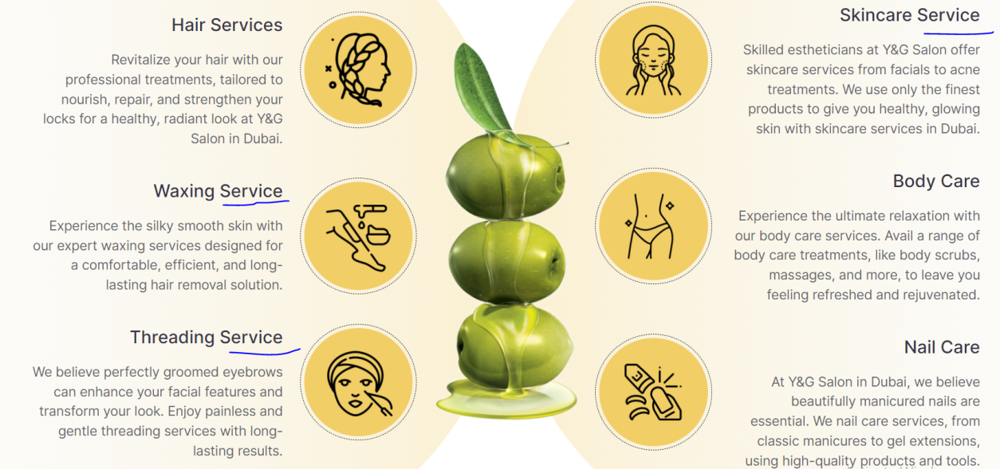 Hair Services
Revitalize your hair with our
professional treatments, tailored to
nourish, repair, and strengthen your
locks for a healthy, radiant look at Y&G
Salon in Dubai.
Waxing Service
Experience the silky smooth skin with
our expert waxing services designed for
a comfortable, efficient, and long-
lasting hair removal solution.
Threading Service
We believe perfectly groomed eyebrows
can enhance your facial features and
transform your look. Enjoy painless and
gentle threading services with long-
lasting results.
Skincare Service
Skilled estheticians at Y&G Salon offer
skincare services from facials to acne
treatments. We use only the finest
products to give you healthy, glowing
skin with skincare services in Dubai.
Body Care
Experience the ultimate relaxation with
our body care services. Avail a range of
body care treatments, like body scrubs,
massages, and more, to leave you
feeling refreshed and rejuvenated.
Nail Care
At Y&G Salon in Dubai, we believe
beautifully manicured nails are
essential. We nail care services, from
classic manicures to gel extensions,
using high-quality products and tools.